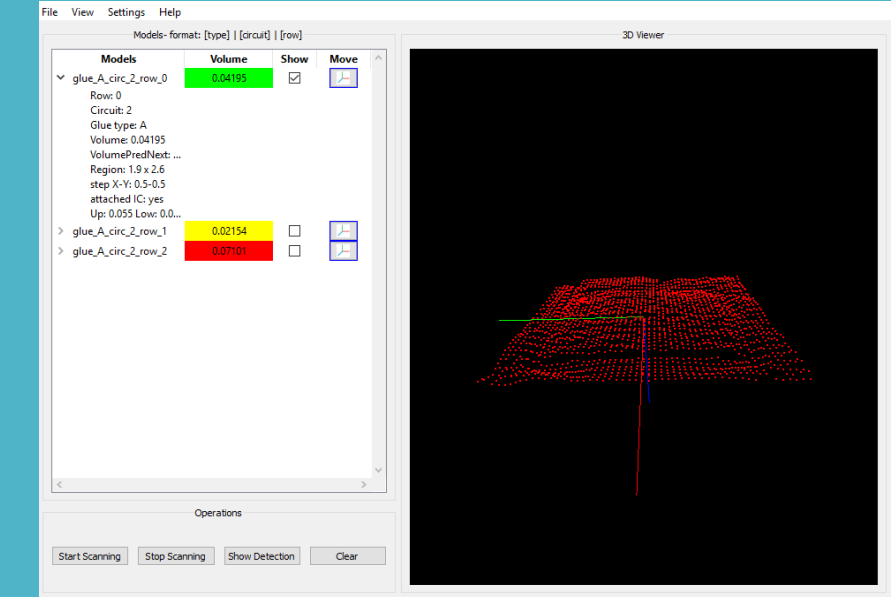 File View Settings Help
Models- format: [type] | [circuit] | [row]
3D Viewer
Models Volume Show Move
glue_A_circ_2_row_0 0.04195
Row: 0
Circuit: 2
Glue type: A
Volume: 0.04195
VolumePredNext: ...
Region: 1.9 x 2.6
step X-Y: 0.5-0.5
attached IC: yes
Up: 0.055 Low: 0.0...
glue_A_circ_2_row_1 0.02154
glue_A_circ_2_row_2 0.07101
Operations
Start Scanning Stop Scanning Show Detection Clear